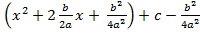 (x² + 2 b/2a x + b²/4a²) + c − b²/4a²